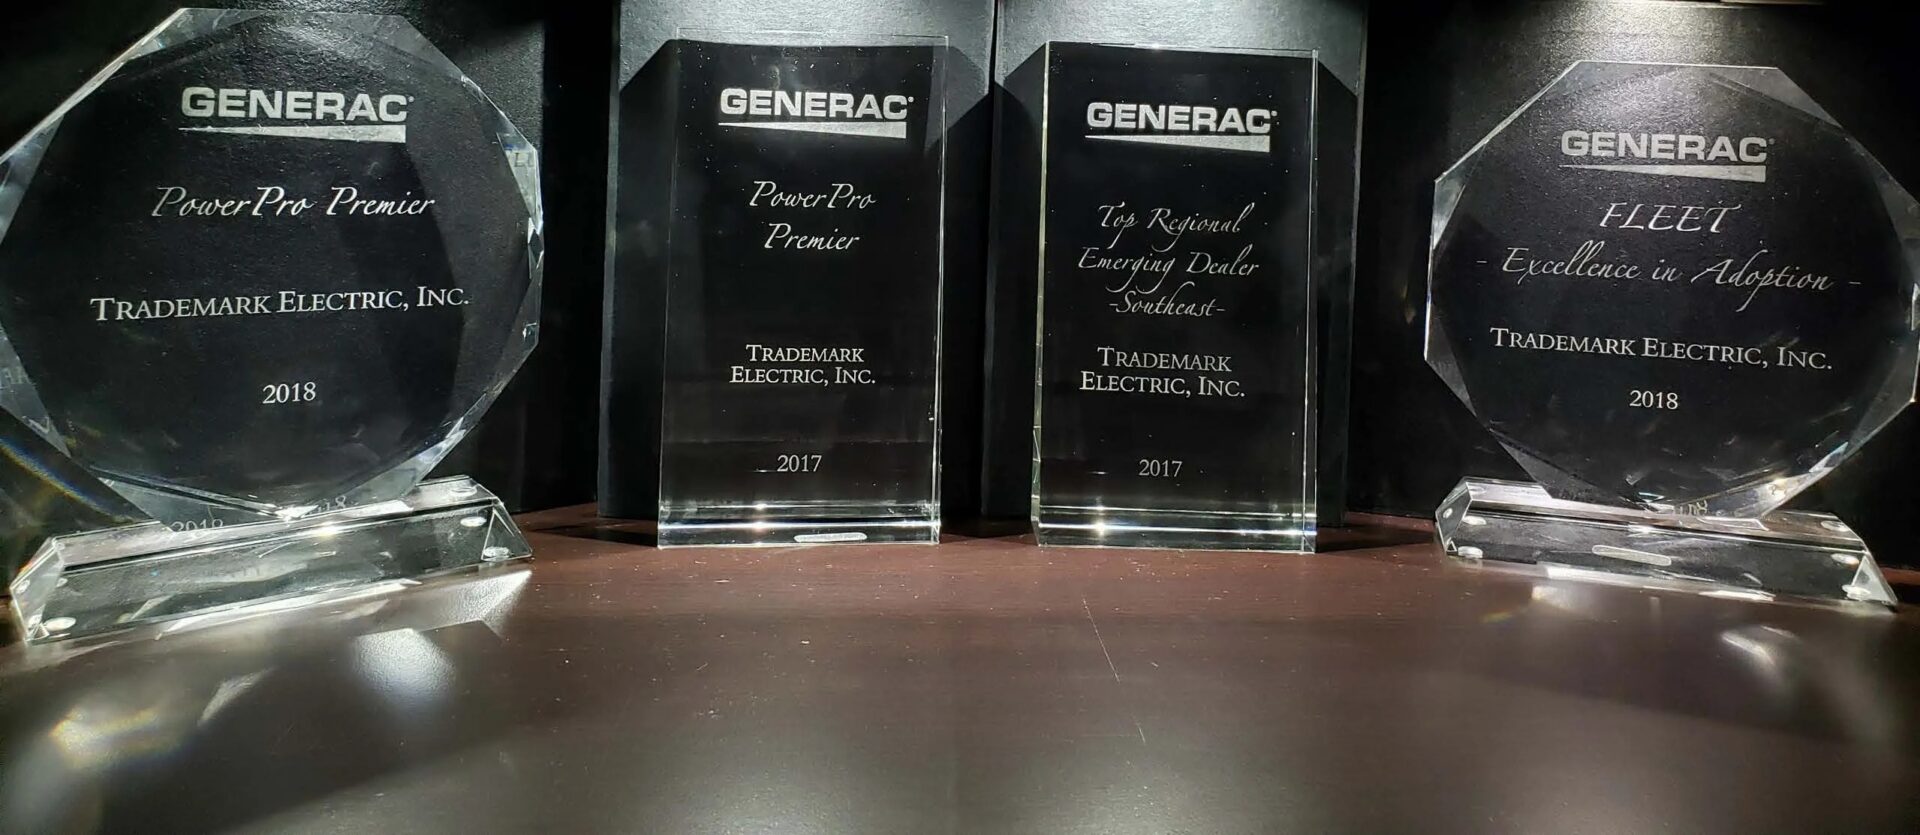 GENERAC
PowerPro Premier
TRADEMARK ELECTRIC, INC.
2018
GENERAC
PowerPro
Premier
TRADEMARK
ELECTRIC, INC.
2017
GENERAC
Top Regional
Emerging Dealer
-Southeast-
TRADEMARK
ELECTRIC, INC.
2017
GENERAC
FLEET
- Excellence in Adoption -
TRADEMARK ELECTRIC, INC.
2018